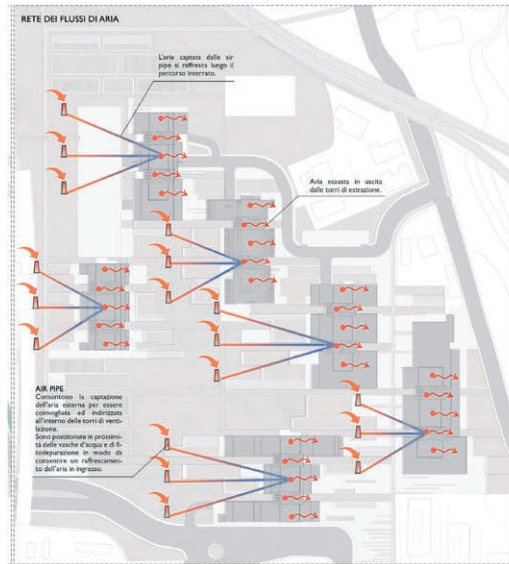 RETE DEI FLUSSI DI ARIA
L'aria captata dalle air
pipe si raffresca lungo il
percorso interrato.
Aria esausta in uscita
dalle torri di estrazione.
AIR PIPE
Consentono la captazione
dell'aria esterna per essere
coinvogliata ed indirizzata
all'interno delle torri di venti-
lazione.
Sono posizionate in prossimi-
tà delle vasche d'acqua e di fi-
todepurazione in modo da
consentire un raffrescamen-
to dell'aria in ingresso.